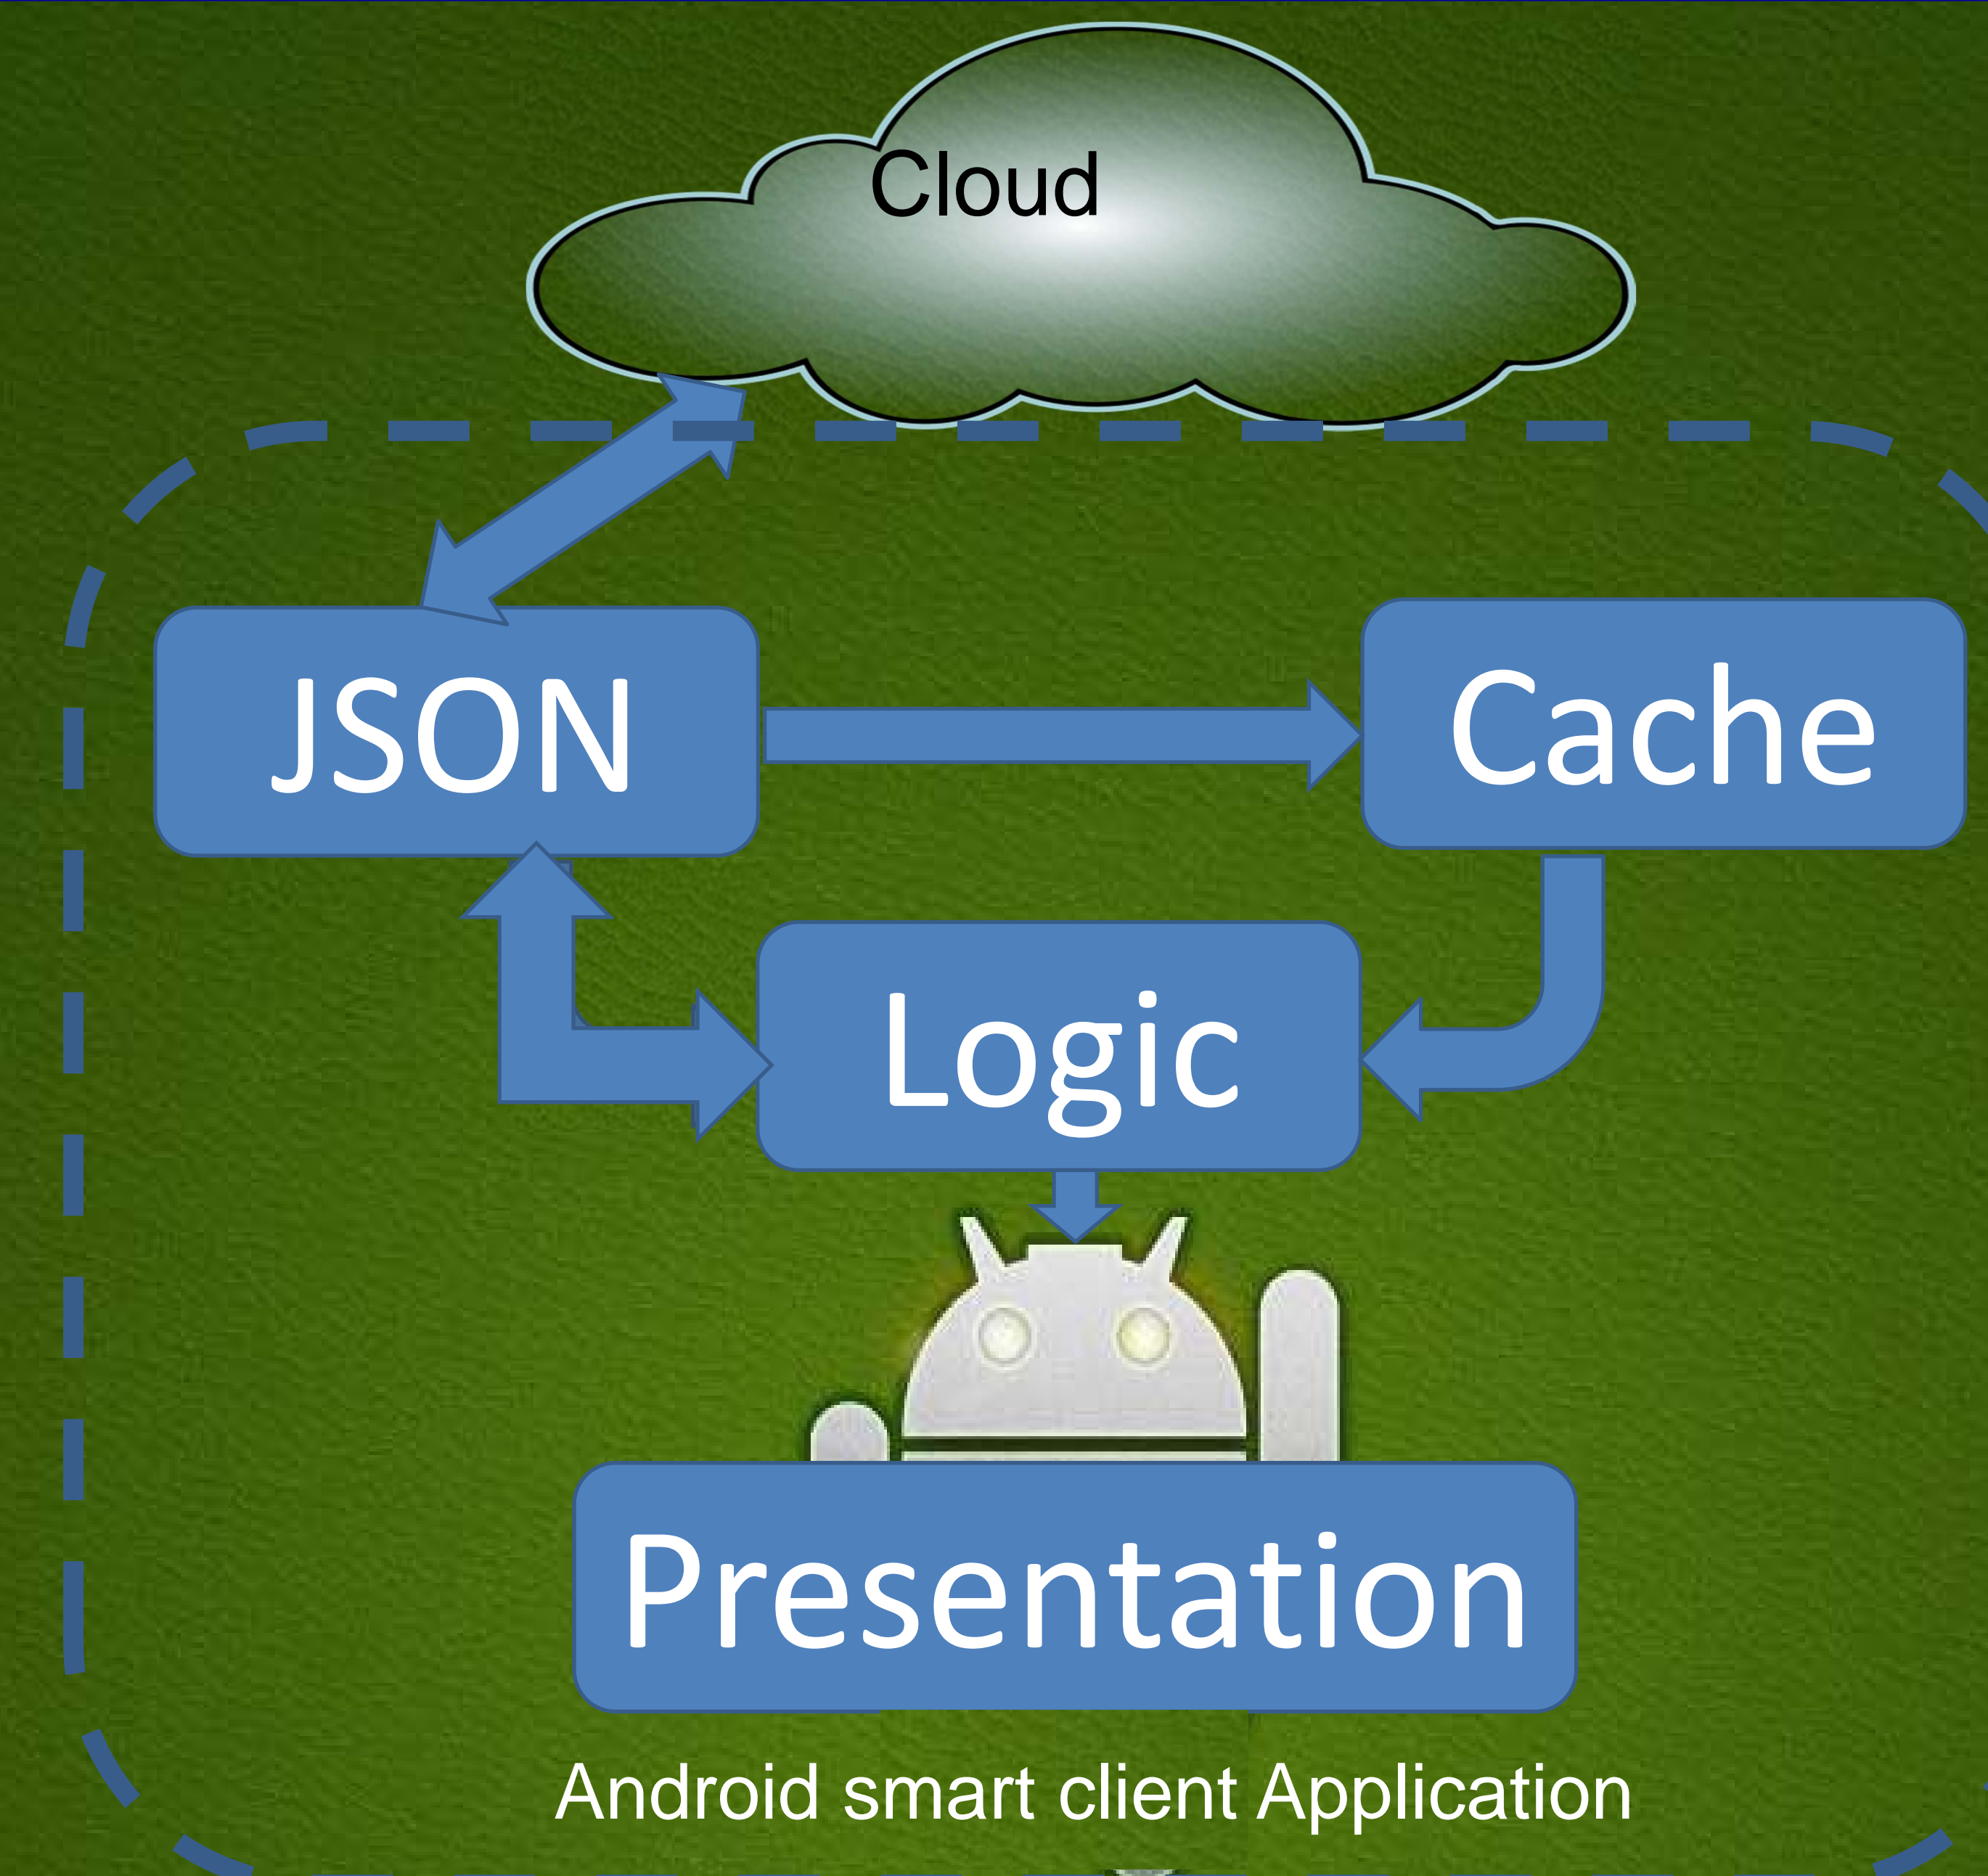 Cloud
JSON
Cache
Logic
Presentation
Android smart client Application